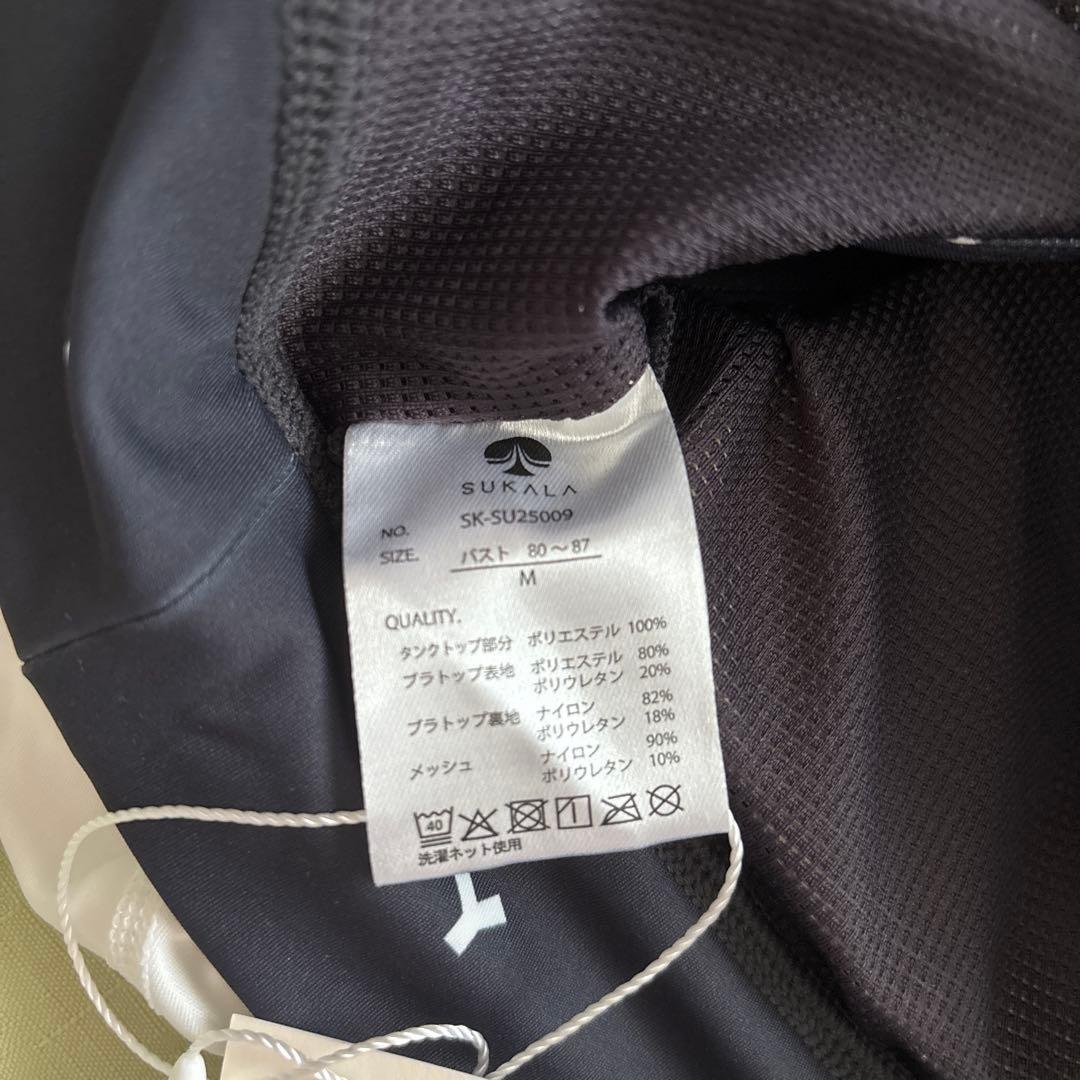 SUKALA
NO. SK-SU25009
SIZE. バスト 80〜87
M
QUALITY.
タンクトップ部分 ポリエステル 100%
ブラトップ表地 ポリエステル 80%
ポリウレタン 20%
ブラトップ裏地 ナイロン 82%
ポリウレタン 18%
メッシュ ナイロン 90%
ポリウレタン 10%
40
洗濯ネット使用